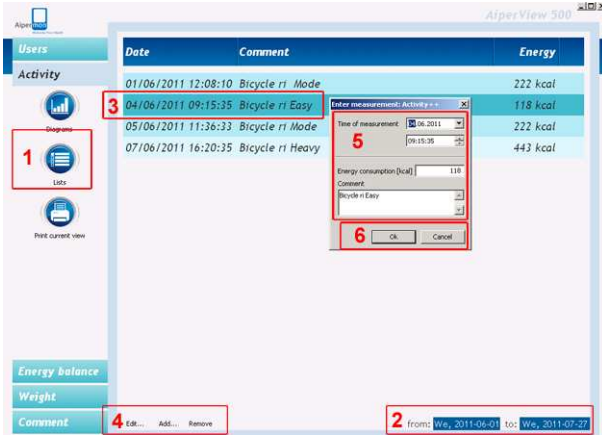 Aipermon
AiperView 500
Users
Activity
Diagrams
1
Lists
Print current view
Energy balance
Weight
Comment
Date Comment Energy
01/06/2011 12:08:10 Bicycle ri Mode 222 kcal
3 04/06/2011 09:15:35 Bicycle ri Easy 118 kcal
05/06/2011 11:36:33 Bicycle ri Mode 222 kcal
07/06/2011 16:20:35 Bicycle ri Heavy 443 kcal
Enter measurement: Activity++
Time of measurement 04.06.2011
5 09:15:35
Energy consumption [kcal] 118
Comment
Bicycle ri Easy
6 Ok Cancel
4 Edit... Add... Remove
2 from: We, 2011-06-01 to: We, 2011-07-27